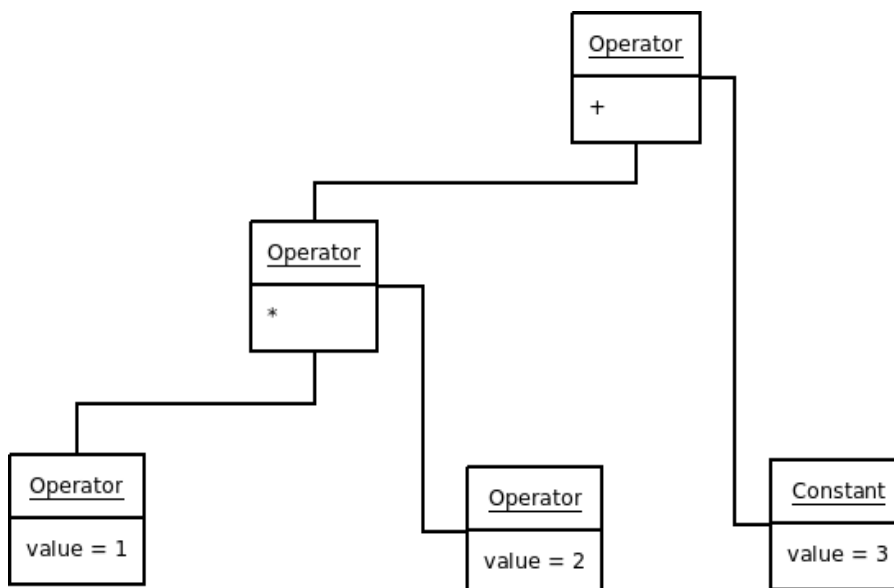 Operator
+
Operator
*
Operator
value = 1
Operator
value = 2
Constant
value = 3